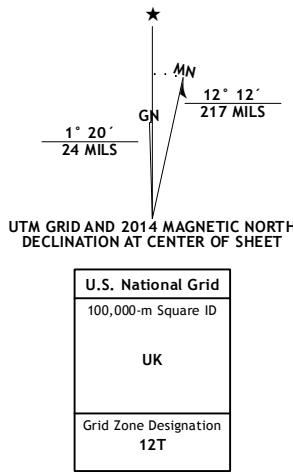 ★
MN
GN
12° 12´
217 MILS
1° 20´
24 MILS
UTM GRID AND 2014 MAGNETIC NORTH
DECLINATION AT CENTER OF SHEET
U.S. National Grid
100,000-m Square ID
UK
Grid Zone Designation
12T